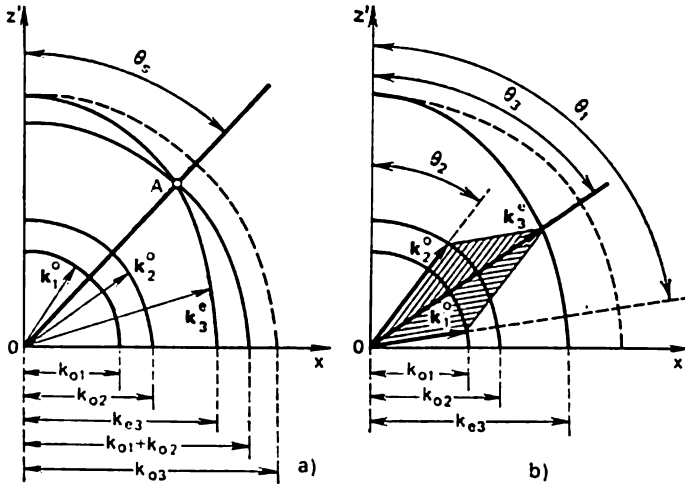 z'
θ₀
A
k₁ᵒ
k₂ᵒ
k₃ᵉ
0
x
kₒ₁
kₒ₂
kₑ₃
kₒ₁+kₒ₂
kₒ₃
a)
z'
θ₁
θ₃
θ₂
k₃ᵉ
k₂ᵒ
k₁ᵒ
0
x
kₒ₁
kₒ₂
kₑ₃
b)